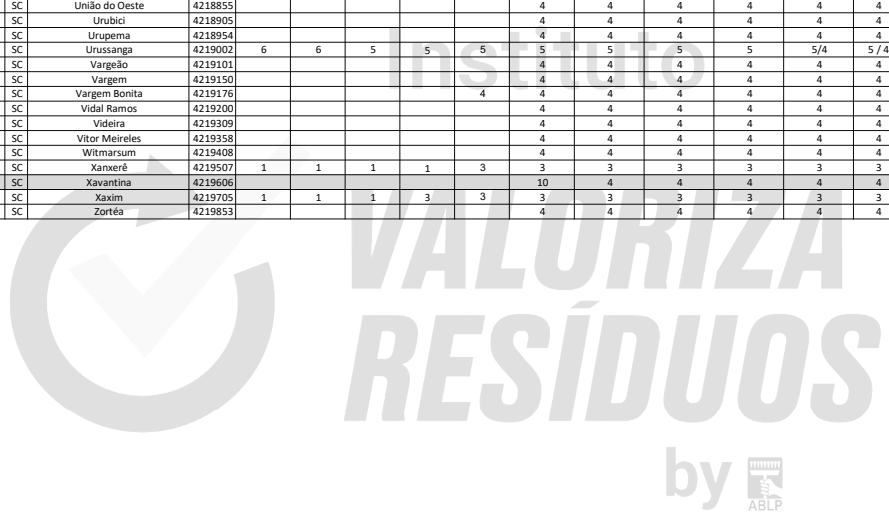 SC União do Oeste 4218855 4 4 4 4 4 4
SC Urubici 4218905 4 4 4 4 4 4
SC Urupema 4218954 4 4 4 4 4 4
SC Urussanga 4219002 6 6 5 5 5 5 5 5 5 5/4 5 / 4
SC Vargeão 4219101 4 4 4 4 4 4
SC Vargem 4219150 4 4 4 4 4 4
SC Vargem Bonita 4219176 4 4 4 4 4 4 4
SC Vidal Ramos 4219200 4 4 4 4 4 4
SC Videira 4219309 4 4 4 4 4 4
SC Vitor Meireles 4219358 4 4 4 4 4 4
SC Witmarsum 4219408 4 4 4 4 4 4
SC Xanxerê 4219507 1 1 1 1 3 3 3 3 3 3 3
SC Xavantina 4219606 10 4 4 4 4 4
SC Xaxim 4219705 1 1 1 3 3 3 3 3 3 3 3
SC Zortéa 4219853 4 4 4 4 4 4
Instituto
VALORIZA
RESÍDUOS
by ABLP